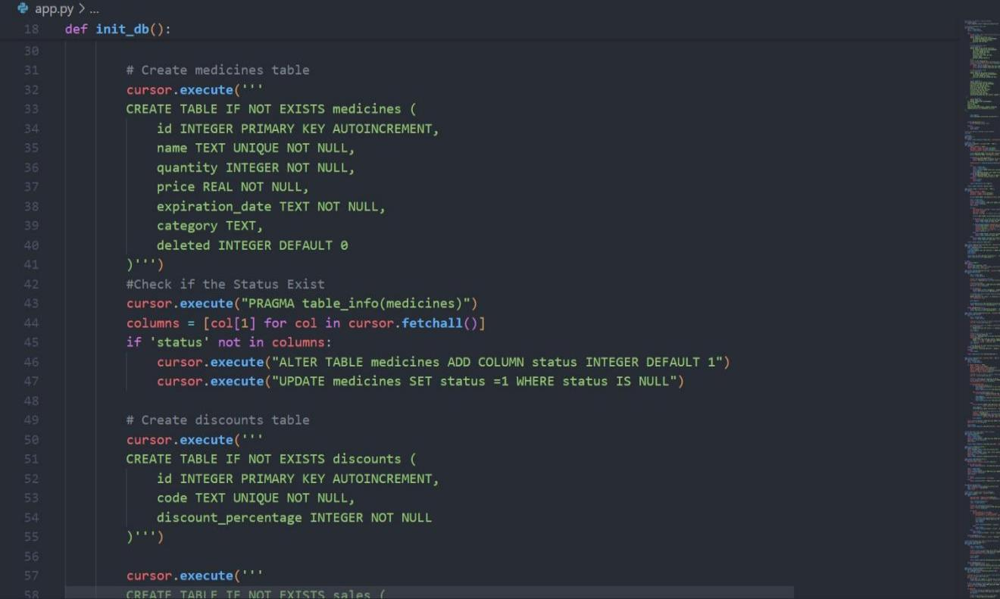 app.py > ...
18 def init_db():
30
31 # Create medicines table
32 cursor.execute('''
33 CREATE TABLE IF NOT EXISTS medicines (
34 id INTEGER PRIMARY KEY AUTOINCREMENT,
35 name TEXT UNIQUE NOT NULL,
36 quantity INTEGER NOT NULL,
37 price REAL NOT NULL,
38 expiration_date TEXT NOT NULL,
39 category TEXT,
40 deleted INTEGER DEFAULT 0
41 )''')
42 #Check if the Status Exist
43 cursor.execute("PRAGMA table_info(medicines)")
44 columns = [col[1] for col in cursor.fetchall()]
45 if 'status' not in columns:
46 cursor.execute("ALTER TABLE medicines ADD COLUMN status INTEGER DEFAULT 1")
47 cursor.execute("UPDATE medicines SET status =1 WHERE status IS NULL")
48
49 # Create discounts table
50 cursor.execute('''
51 CREATE TABLE IF NOT EXISTS discounts (
52 id INTEGER PRIMARY KEY AUTOINCREMENT,
53 code TEXT UNIQUE NOT NULL,
54 discount_percentage INTEGER NOT NULL
55 )''')
56
57 cursor.execute('''
58 CREATE TABLE IF NOT EXISTS sales (